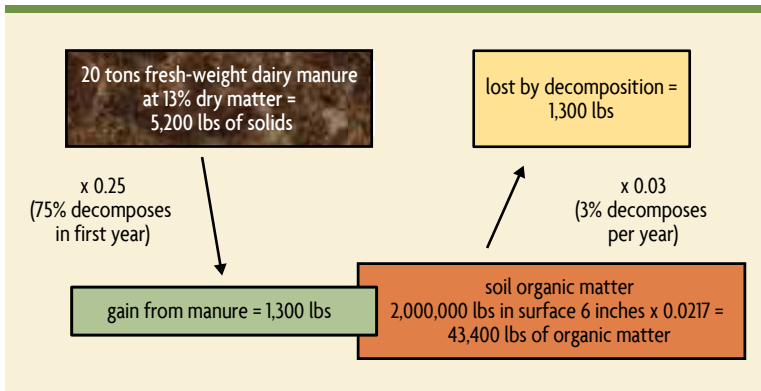 20 tons fresh-weight dairy manure
at 13% dry matter =
5,200 lbs of solids
lost by decomposition =
1,300 lbs
x 0.25
(75% decomposes
in first year)
x 0.03
(3% decomposes
per year)
gain from manure = 1,300 lbs
soil organic matter
2,000,000 lbs in surface 6 inches x 0.0217 =
43,400 lbs of organic matter